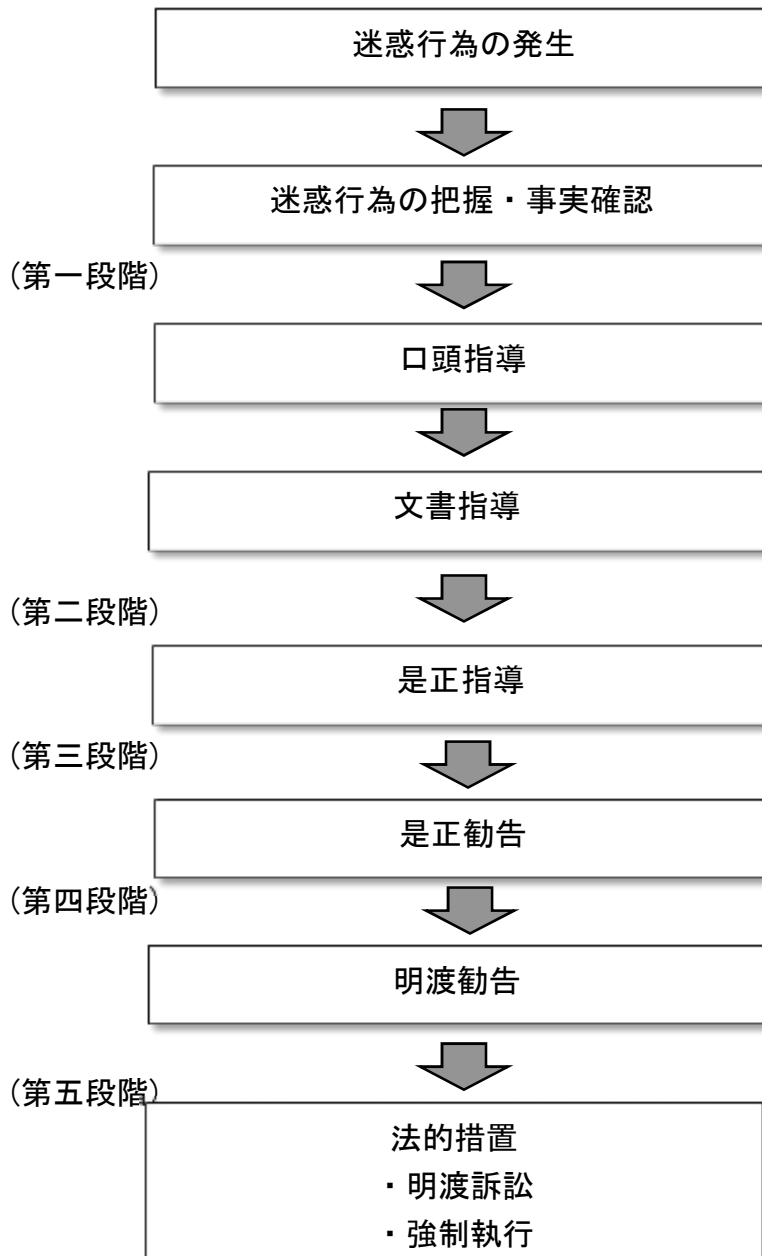 迷惑行為の発生
迷惑行為の把握・事実確認
(第一段階)
口頭指導
文書指導
(第二段階)
是正指導
(第三段階)
是正勧告
(第四段階)
明渡勧告
(第五段階)
法的措置
・明渡訴訟
・強制執行